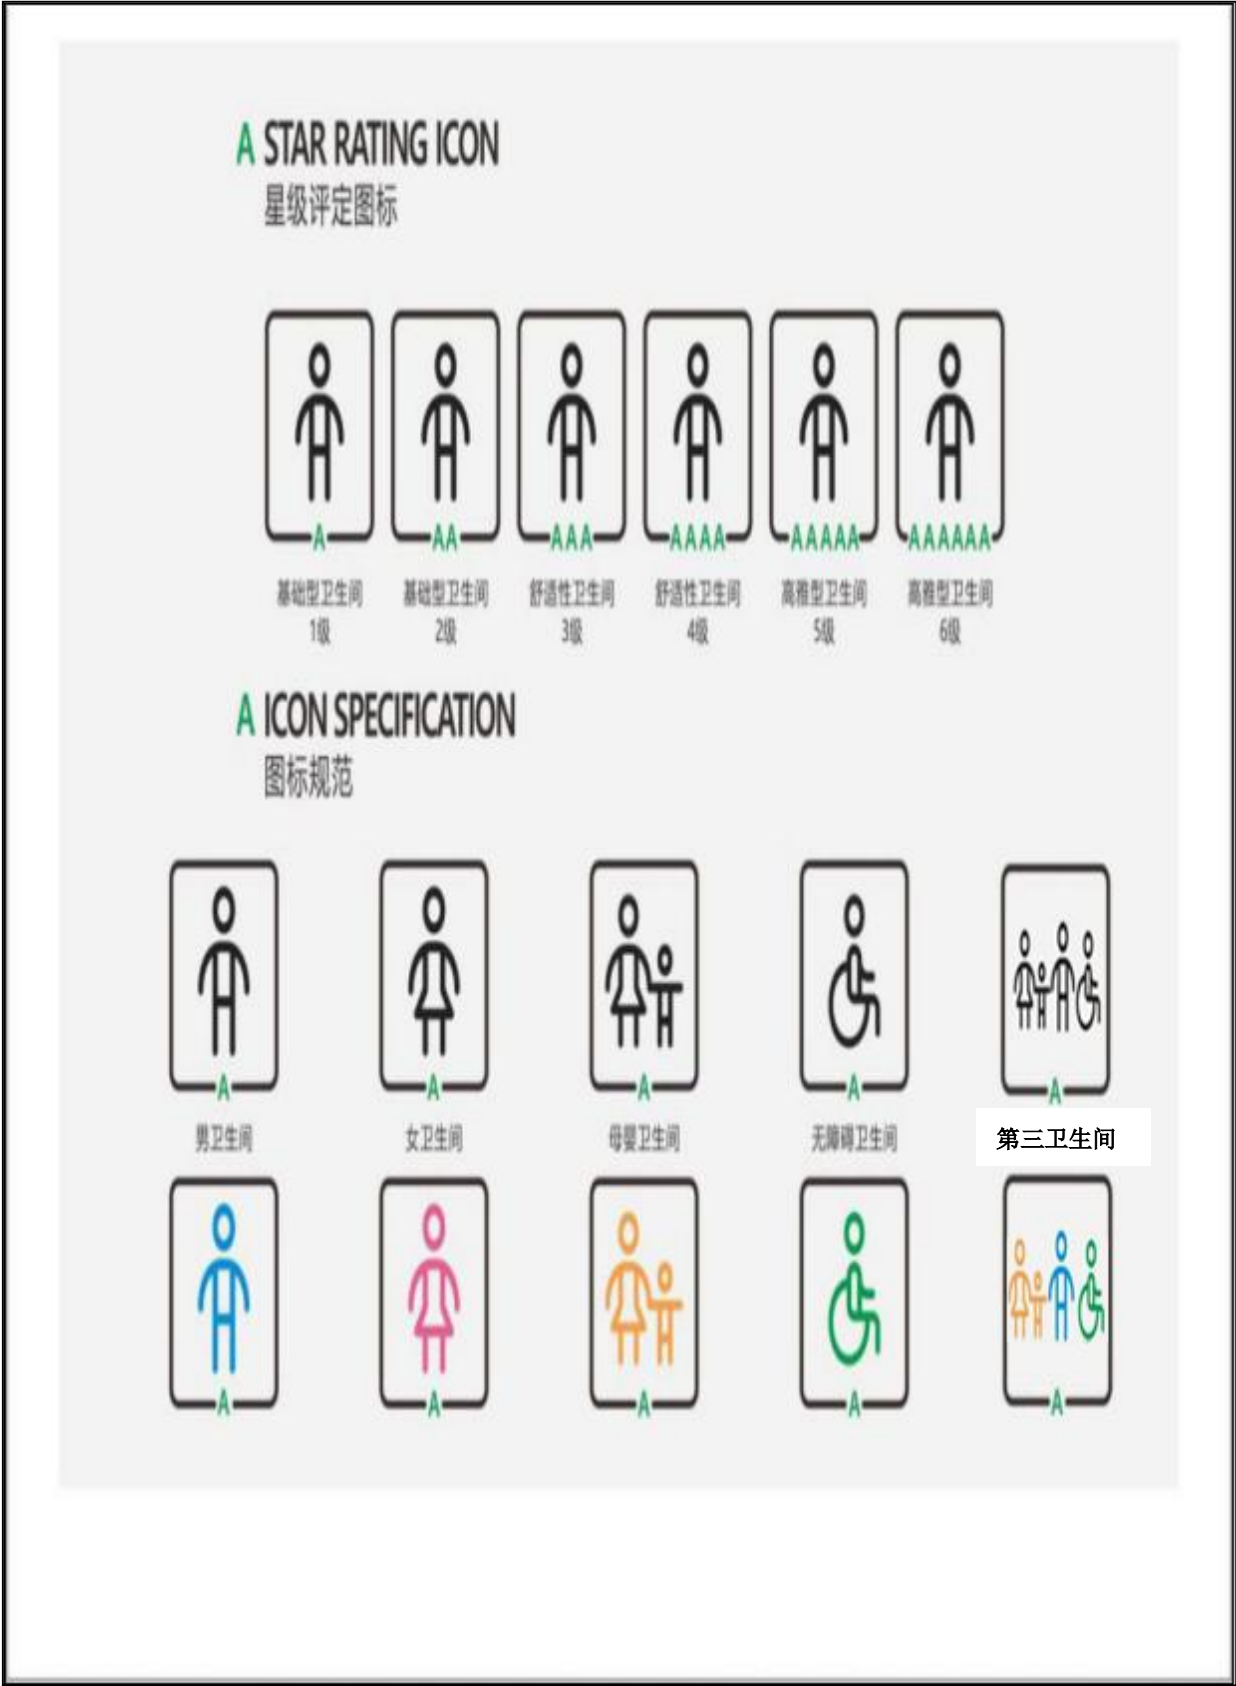 A STAR RATING ICON
星级评定图标
A AA AAA AAAA AAAAA AAAAAA
基础型卫生间 基础型卫生间 舒适性卫生间 舒适性卫生间 高雅型卫生间 高雅型卫生间
1级 2级 3级 4级 5级 6级
A ICON SPECIFICATION
图标规范
A A A A A
男卫生间 女卫生间 母婴卫生间 无障碍卫生间 第三卫生间
A A A A A